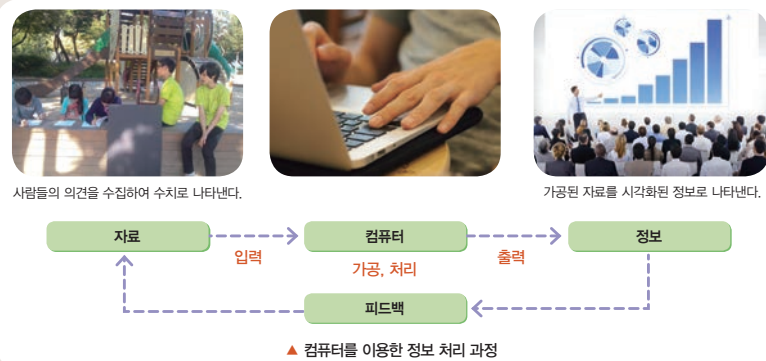 사람들의 의견을 수집하여 수치로 나타낸다.
가공된 자료를 시각화된 정보로 나타낸다.
자료
입력
컴퓨터
가공, 처리
출력
정보
피드백
▲ 컴퓨터를 이용한 정보 처리 과정